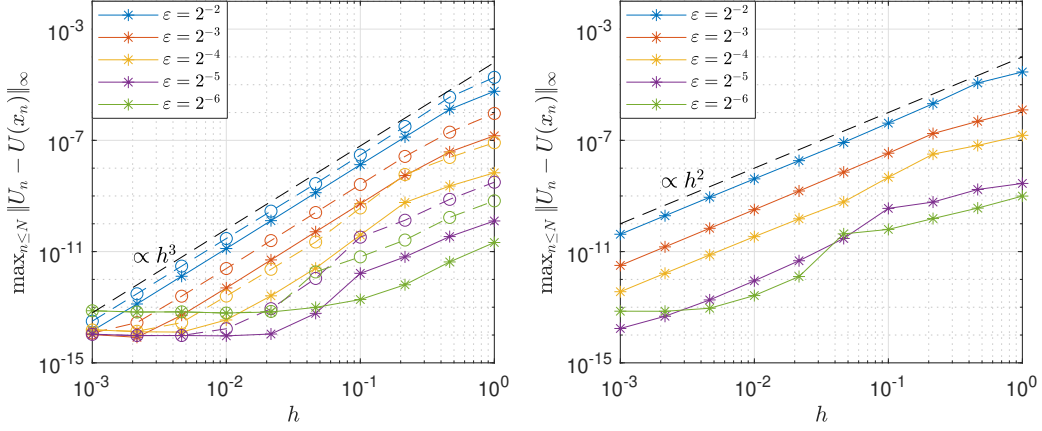 10^{-3}
10^{-7}
10^{-11}
10^{-15}
max_{n≤N} ‖U_n − U(x_n)‖_∞
ε = 2^{-2}
ε = 2^{-3}
ε = 2^{-4}
ε = 2^{-5}
ε = 2^{-6}
∝ h^3
10^{-3}
10^{-2}
10^{-1}
10^0
h
10^{-3}
10^{-7}
10^{-11}
10^{-15}
max_{n≤N} ‖U_n − U(x_n)‖_∞
ε = 2^{-2}
ε = 2^{-3}
ε = 2^{-4}
ε = 2^{-5}
ε = 2^{-6}
∝ h^2
10^{-3}
10^{-2}
10^{-1}
10^0
h